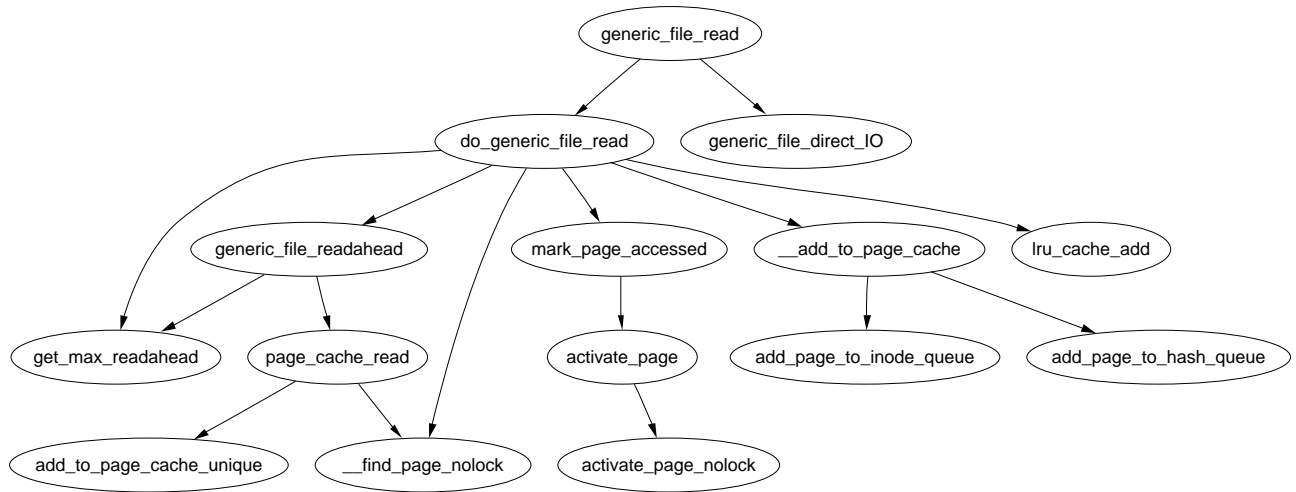 generic_file_read
do_generic_file_read
generic_file_direct_IO
generic_file_readahead
mark_page_accessed
__add_to_page_cache
lru_cache_add
get_max_readahead
page_cache_read
activate_page
add_page_to_inode_queue
add_page_to_hash_queue
add_to_page_cache_unique
__find_page_nolock
activate_page_nolock